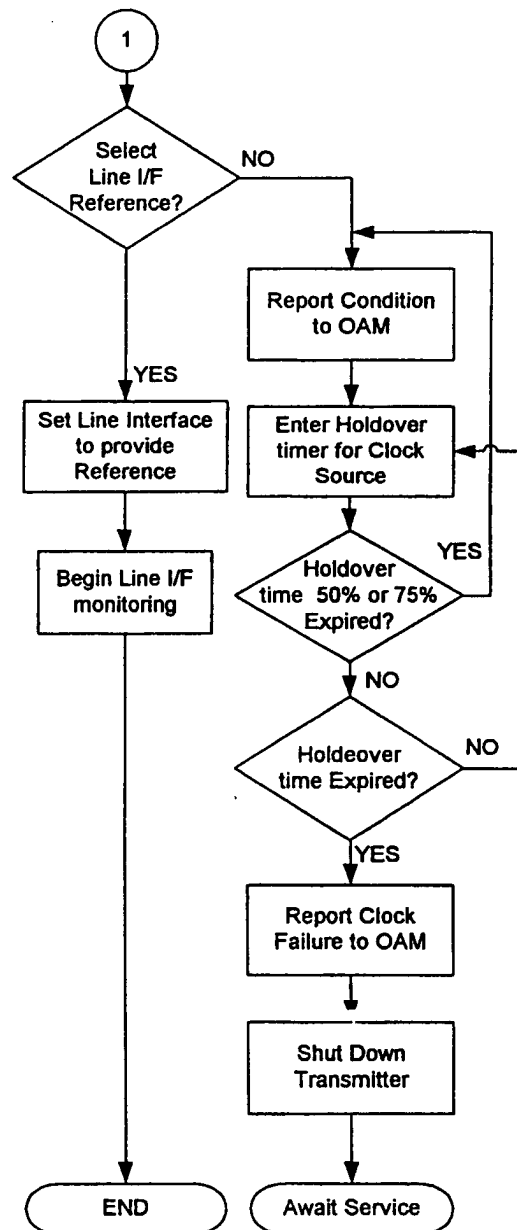 1
Select
Line I/F
Reference?
NO
Report Condition
to OAM
YES
Set Line Interface
to provide
Reference
Enter Holdover
timer for Clock
Source
YES
Begin Line I/F
monitoring
Holdover
time 50% or 75%
Expired?
NO
Holdeover
time Expired?
NO
YES
Report Clock
Failure to OAM
Shut Down
Transmitter
END
Await Service